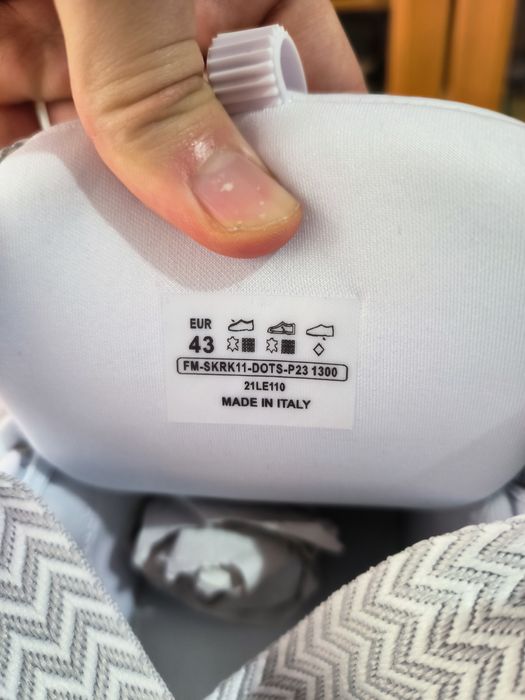 EUR
43
FM-SKRK11-DOTS-P23 1300
21LE110
MADE IN ITALY